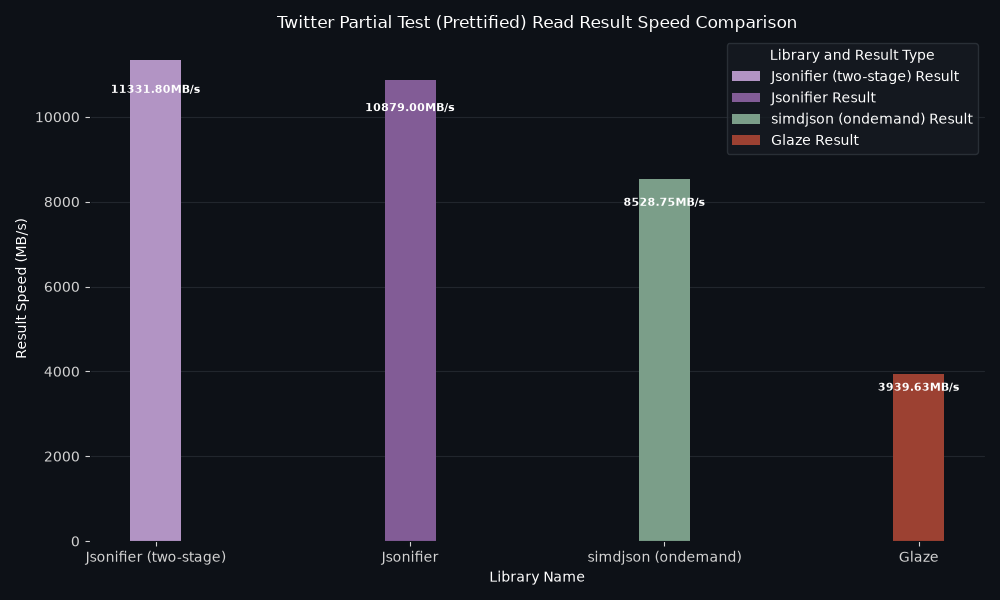 Twitter Partial Test (Prettified) Read Result Speed Comparison
Library and Result Type
Jsonifier (two-stage) Result
Jsonifier Result
simdjson (ondemand) Result
Glaze Result
11331.80MB/s
10879.00MB/s
8528.75MB/s
3939.63MB/s
Result Speed (MB/s)
10000
8000
6000
4000
2000
0
Jsonifier (two-stage)
Jsonifier
simdjson (ondemand)
Glaze
Library Name